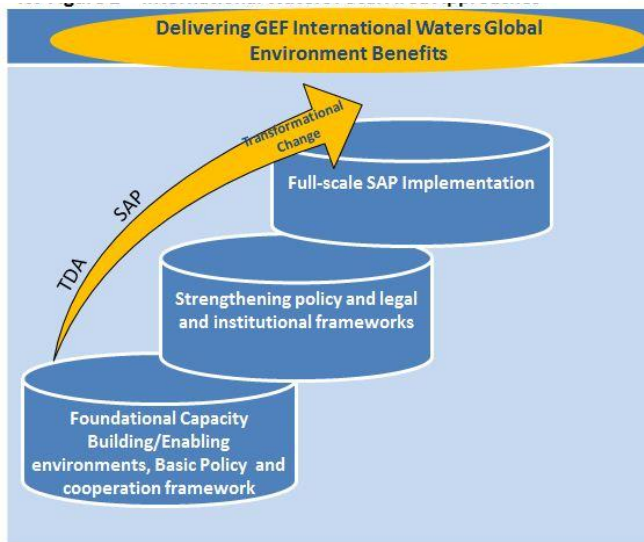 Delivering GEF International Waters Global
Environment Benefits
Transformational
Change
SAP
TDA
Full-scale SAP Implementation
Strengthening policy and legal
and institutional frameworks
Foundational Capacity
Building/Enabling
environments, Basic Policy and
cooperation framework